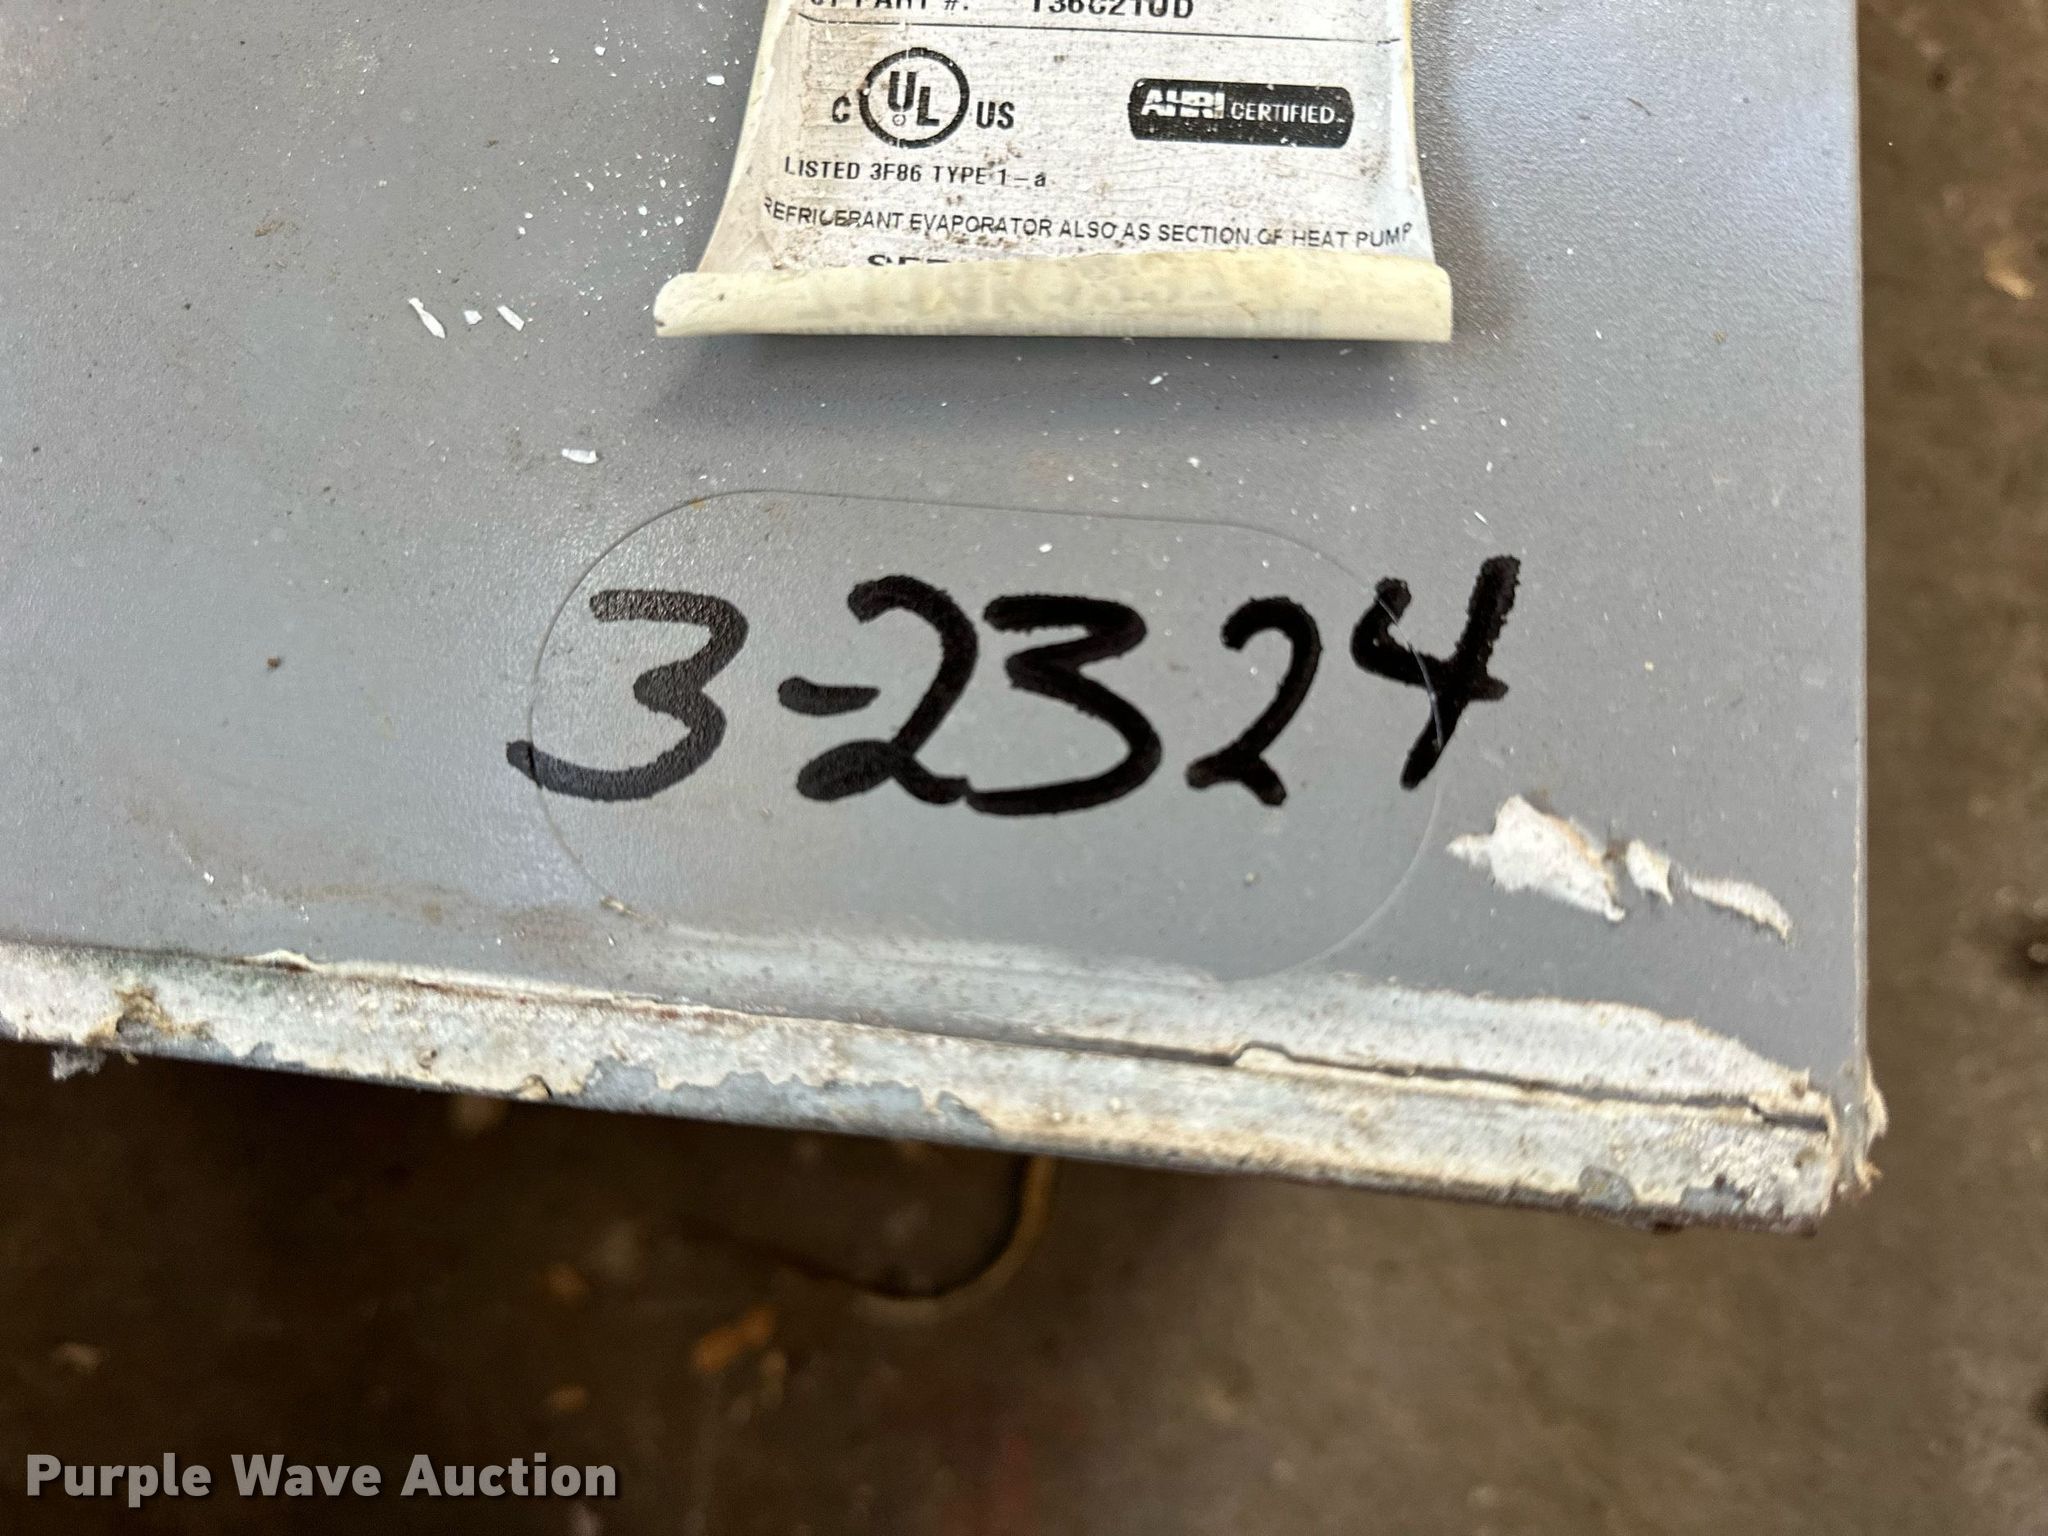 PART #: T36C21UD
C UL US
AHRI CERTIFIED
LISTED 3F86 TYPE 1-a
REFRIGERANT EVAPORATOR ALSO AS SECTION OF HEAT PUMP
3-2324
Purple Wave Auction